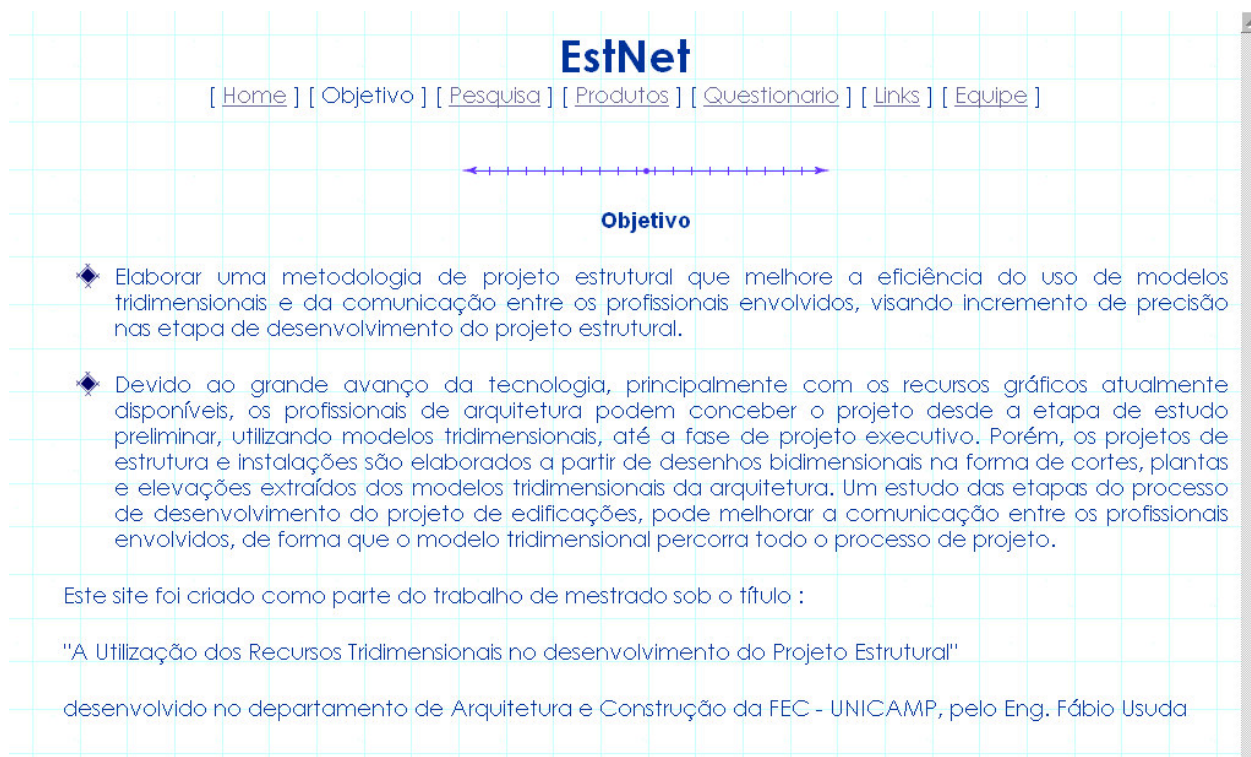 EstNet
[ Home ] [ Objetivo ] [ Pesquisa ] [ Produtos ] [ Questionario ] [ Links ] [ Equipe ]
Objetivo
Elaborar uma metodologia de projeto estrutural que melhore a eficiência do uso de modelos
tridimensionais e da comunicação entre os profissionais envolvidos, visando incremento de precisão
nas etapa de desenvolvimento do projeto estrutural.
Devido ao grande avanço da tecnologia, principalmente com os recursos gráficos atualmente
disponíveis, os profissionais de arquitetura podem conceber o projeto desde a etapa de estudo
preliminar, utilizando modelos tridimensionais, até a fase de projeto executivo. Porém, os projetos de
estrutura e instalações são elaborados a partir de desenhos bidimensionais na forma de cortes, plantas
e elevações extraídos dos modelos tridimensionais da arquitetura. Um estudo das etapas do processo
de desenvolvimento do projeto de edificações, pode melhorar a comunicação entre os profissionais
envolvidos, de forma que o modelo tridimensional percorra todo o processo de projeto.
Este site foi criado como parte do trabalho de mestrado sob o título :
"A Utilização dos Recursos Tridimensionais no desenvolvimento do Projeto Estrutural"
desenvolvido no departamento de Arquitetura e Construção da FEC - UNICAMP, pelo Eng. Fábio Usuda